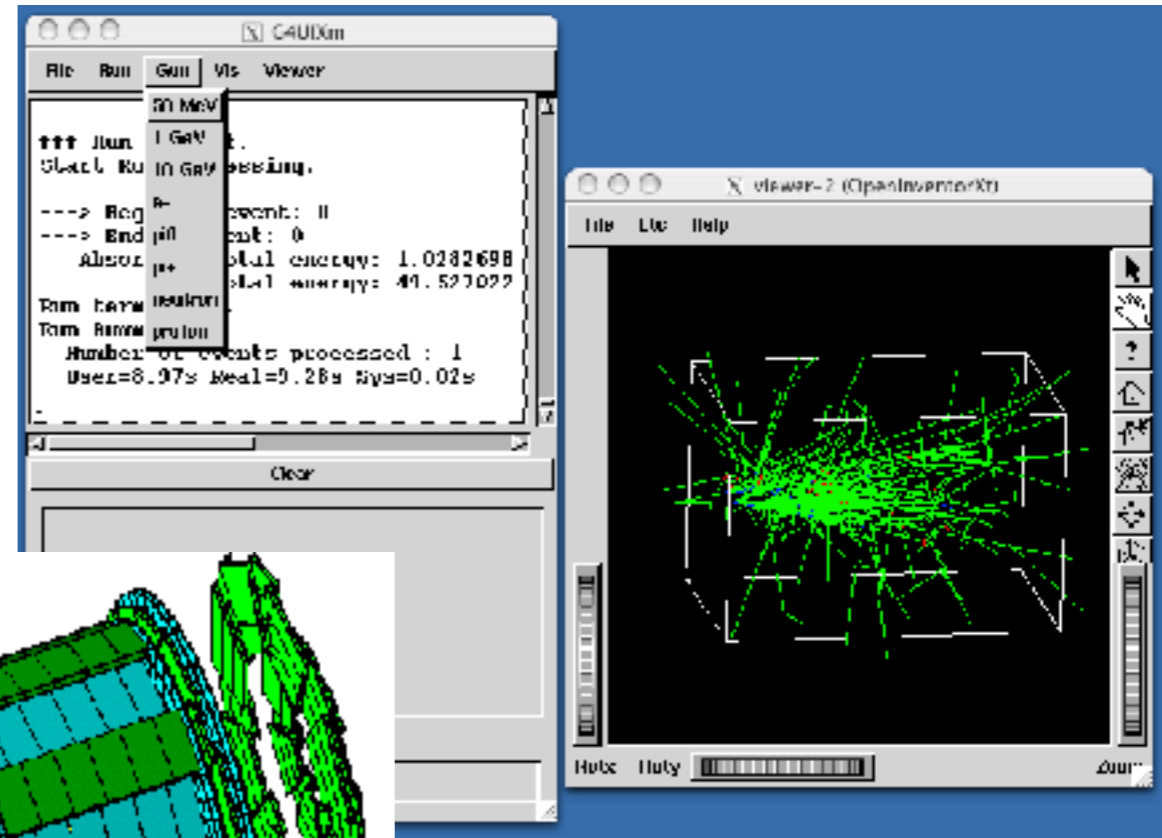 G4UIXm
File Run Gun Vis Viewer
50 MeV
1 GeV
10 GeV
e-
pi0
pi+
neutron
proton
### Run
Start Ru essing.
---> Beg event: 0
---> End ent: 0
Absor tal energy: 1.0282698
tal energy: 49.527022
Run term
Run Summ
Number of events processed : 1
User=8.97s Real=9.28s Sys=0.02s
Clear
viewer-2 (OpenInventorXt)
File Etc Help
?
Rotx Roty Zoom